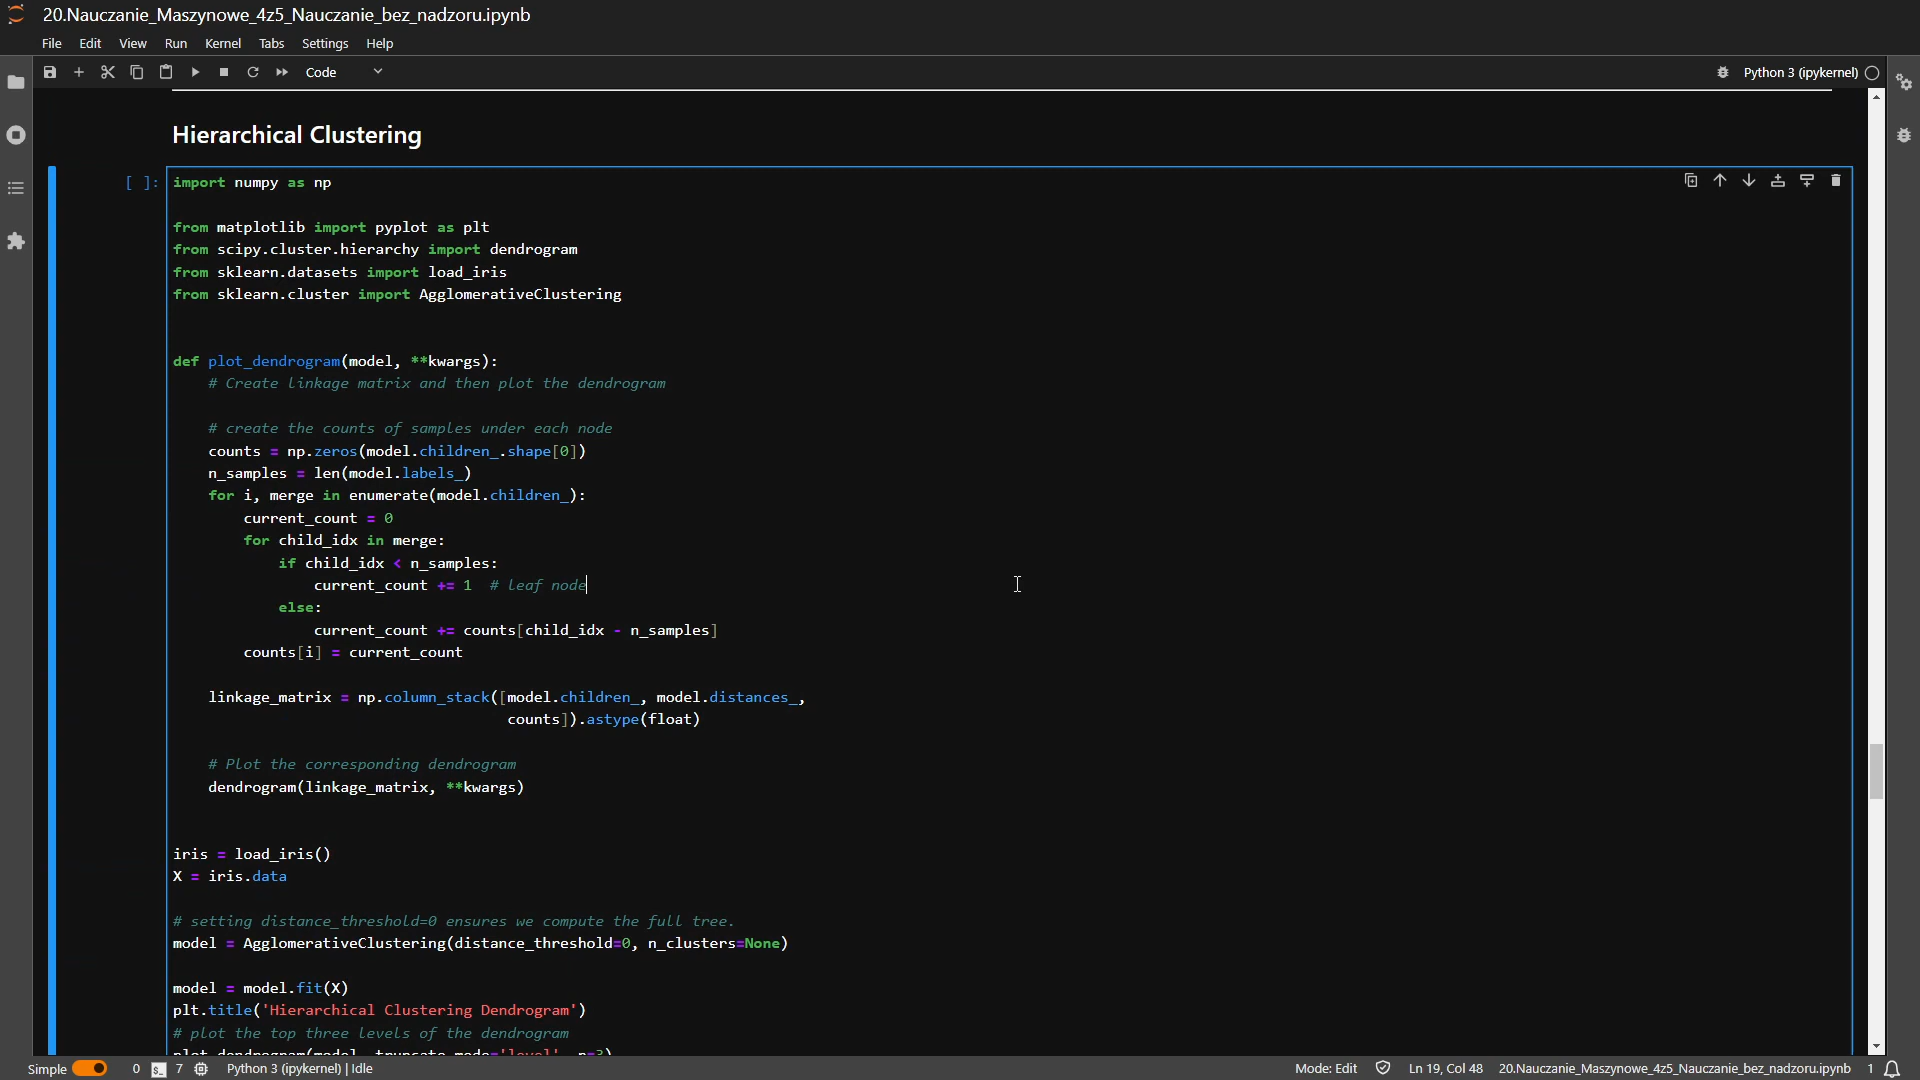 20.Nauczanie_Maszynowe_4z5_Nauczanie_bez_nadzoru.ipynb
File Edit View Run Kernel Tabs Settings Help
Code
Python 3 (ipykernel)
Hierarchical Clustering
[ ]:
import numpy as np
from matplotlib import pyplot as plt
from scipy.cluster.hierarchy import dendrogram
from sklearn.datasets import load_iris
from sklearn.cluster import AgglomerativeClustering
def plot_dendrogram(model, **kwargs):
# Create linkage matrix and then plot the dendrogram
# create the counts of samples under each node
counts = np.zeros(model.children_.shape[0])
n_samples = len(model.labels_)
for i, merge in enumerate(model.children_):
current_count = 0
for child_idx in merge:
if child_idx < n_samples:
current_count += 1  # leaf node
else:
current_count += counts[child_idx - n_samples]
counts[i] = current_count
linkage_matrix = np.column_stack([model.children_, model.distances_,
counts]).astype(float)
# Plot the corresponding dendrogram
dendrogram(linkage_matrix, **kwargs)
iris = load_iris()
X = iris.data
# setting distance_threshold=0 ensures we compute the full tree.
model = AgglomerativeClustering(distance_threshold=0, n_clusters=None)
model = model.fit(X)
plt.title('Hierarchical Clustering Dendrogram')
# plot the top three levels of the dendrogram
plot_dendrogram(model, truncate_mode='level', p=3)
Simple 0 $_ 7 Python 3 (ipykernel) | Idle Mode: Edit Ln 19, Col 48 20.Nauczanie_Maszynowe_4z5_Nauczanie_bez_nadzoru.ipynb 1